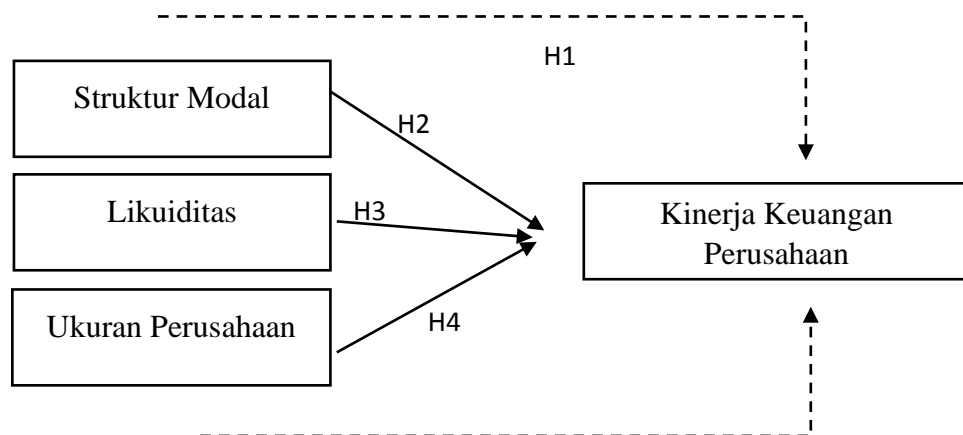 H1
Struktur Modal
H2
Likuiditas
H3
Kinerja Keuangan
Perusahaan
Ukuran Perusahaan
H4